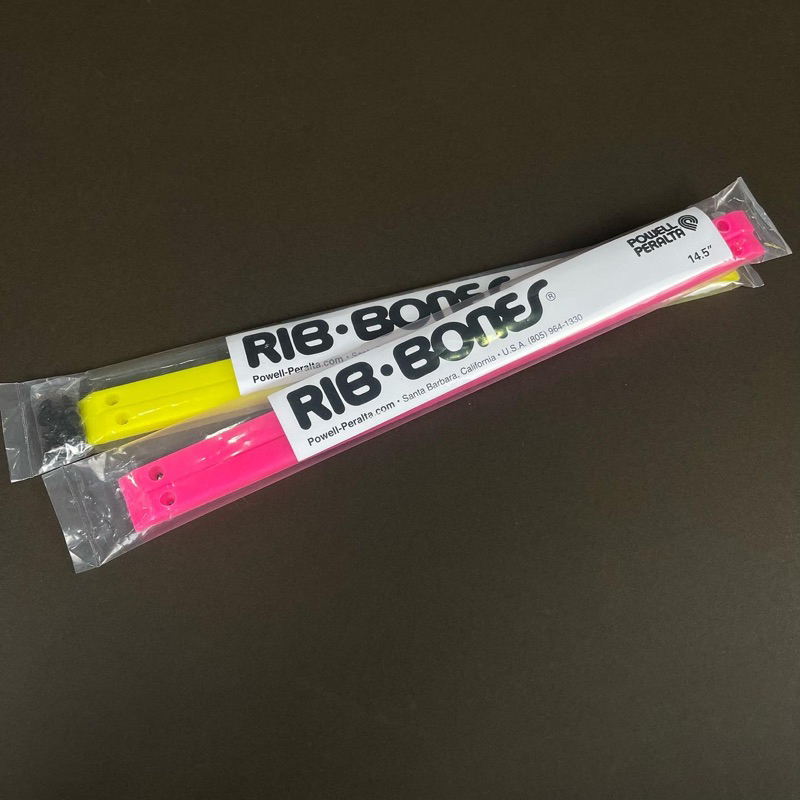 RIB•BONES
Powell-Peralta.com •
RIB•BONES®
Powell-Peralta.com • Santa Barbara, California • U.S.A. (805) 964-1330
POWELL
PERALTA
14.5"